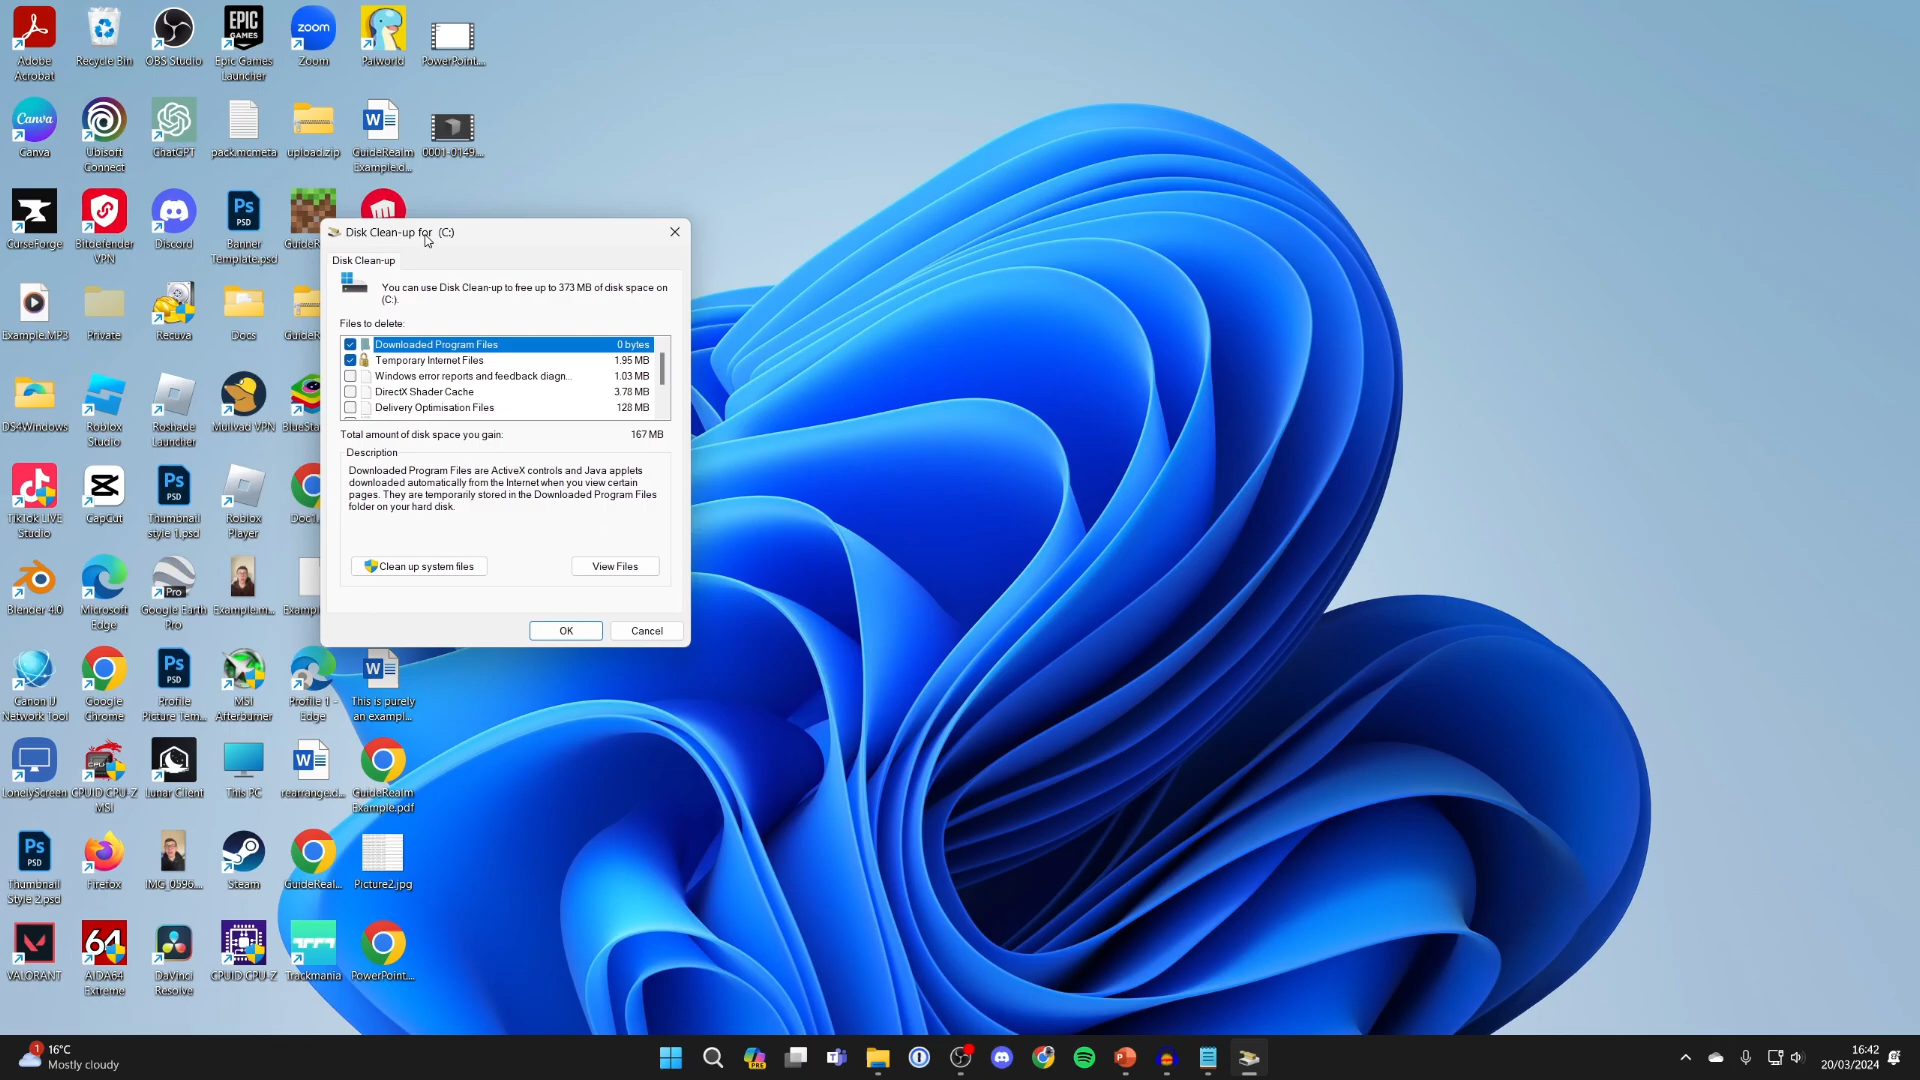 Adobe Acrobat
Recycle Bin
OBS Studio
EPIC GAMES
Epic Games Launcher
zoom
Zoom
Palworld
PowerPoint...
Canva
Canva
Ubisoft Connect
ChatGPT
pack.mcmeta
upload.zip
GuideRealm Example.d...
0001-0149...
CurseForge
Bitdefender VPN
Discord
Ps
PSD
Banner Template.psd
Disk Clean-up for (C:)
Disk Clean-up
You can use Disk Clean-up to free up to 373 MB of disk space on
(C:).
Files to delete:
Downloaded Program Files 0 bytes
Temporary Internet Files 1.95 MB
Windows error reports and feedback diagn... 1.03 MB
DirectX Shader Cache 3.78 MB
Delivery Optimisation Files 128 MB
Total amount of disk space you gain: 167 MB
Description
Downloaded Program Files are ActiveX controls and Java applets
downloaded automatically from the Internet when you view certain
pages. They are temporarily stored in the Downloaded Program Files
folder on your hard disk.
Clean up system files
View Files
OK
Cancel
Example.MP3
Private
Recuva
Docs
DS4Windows
Roblox Studio
Roshade Launcher
Mullvad VPN
TikTok LIVE Studio
CapCut
Ps
PSD
Thumbnail style 1.psd
Roblox Player
Blender 4.0
Microsoft Edge
Pro
Google Earth Pro
Example.m...
Canon IJ Network Tool
Google Chrome
Ps
PSD
Profile Picture Tem...
MSI Afterburner
Profile 1 - Edge
This is purely an exampl...
LonelyScreen
CPUID CPU-Z MSI
Lunar Client
This PC
rearrange.d...
GuideRealm Example.pdf
Ps
PSD
Thumbnail Style 2.psd
Firefox
IMG_0596....
Steam
GuideReal...
Picture2.jpg
VALORANT
64
AIDA64 Extreme
DaVinci Resolve
CPUID CPU-Z
Trackmania
PowerPoint....
1
16°C
Mostly cloudy
PRE
16:42
20/03/2024